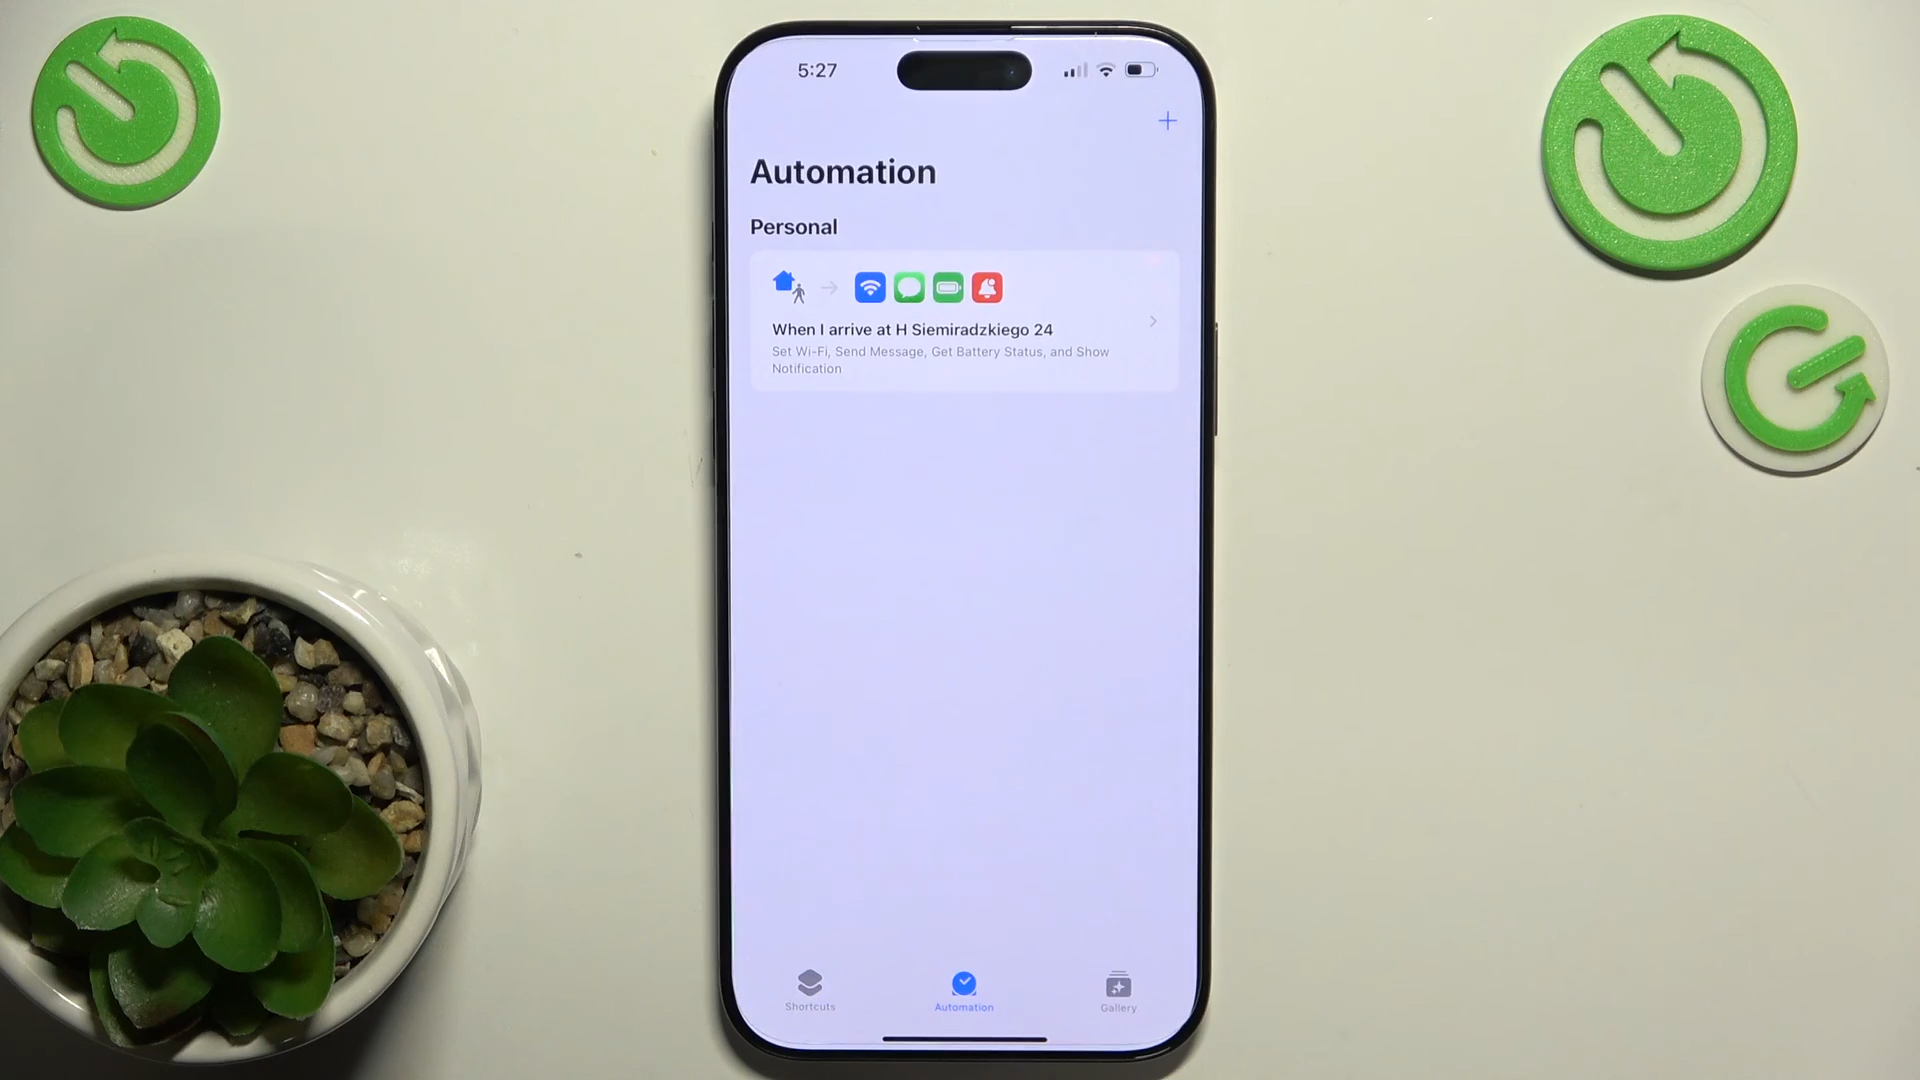 5:27
Automation
Personal
When I arrive at H Siemiradzkiego 24
Set Wi-Fi, Send Message, Get Battery Status, and Show
Notification
Shortcuts
Automation
Gallery